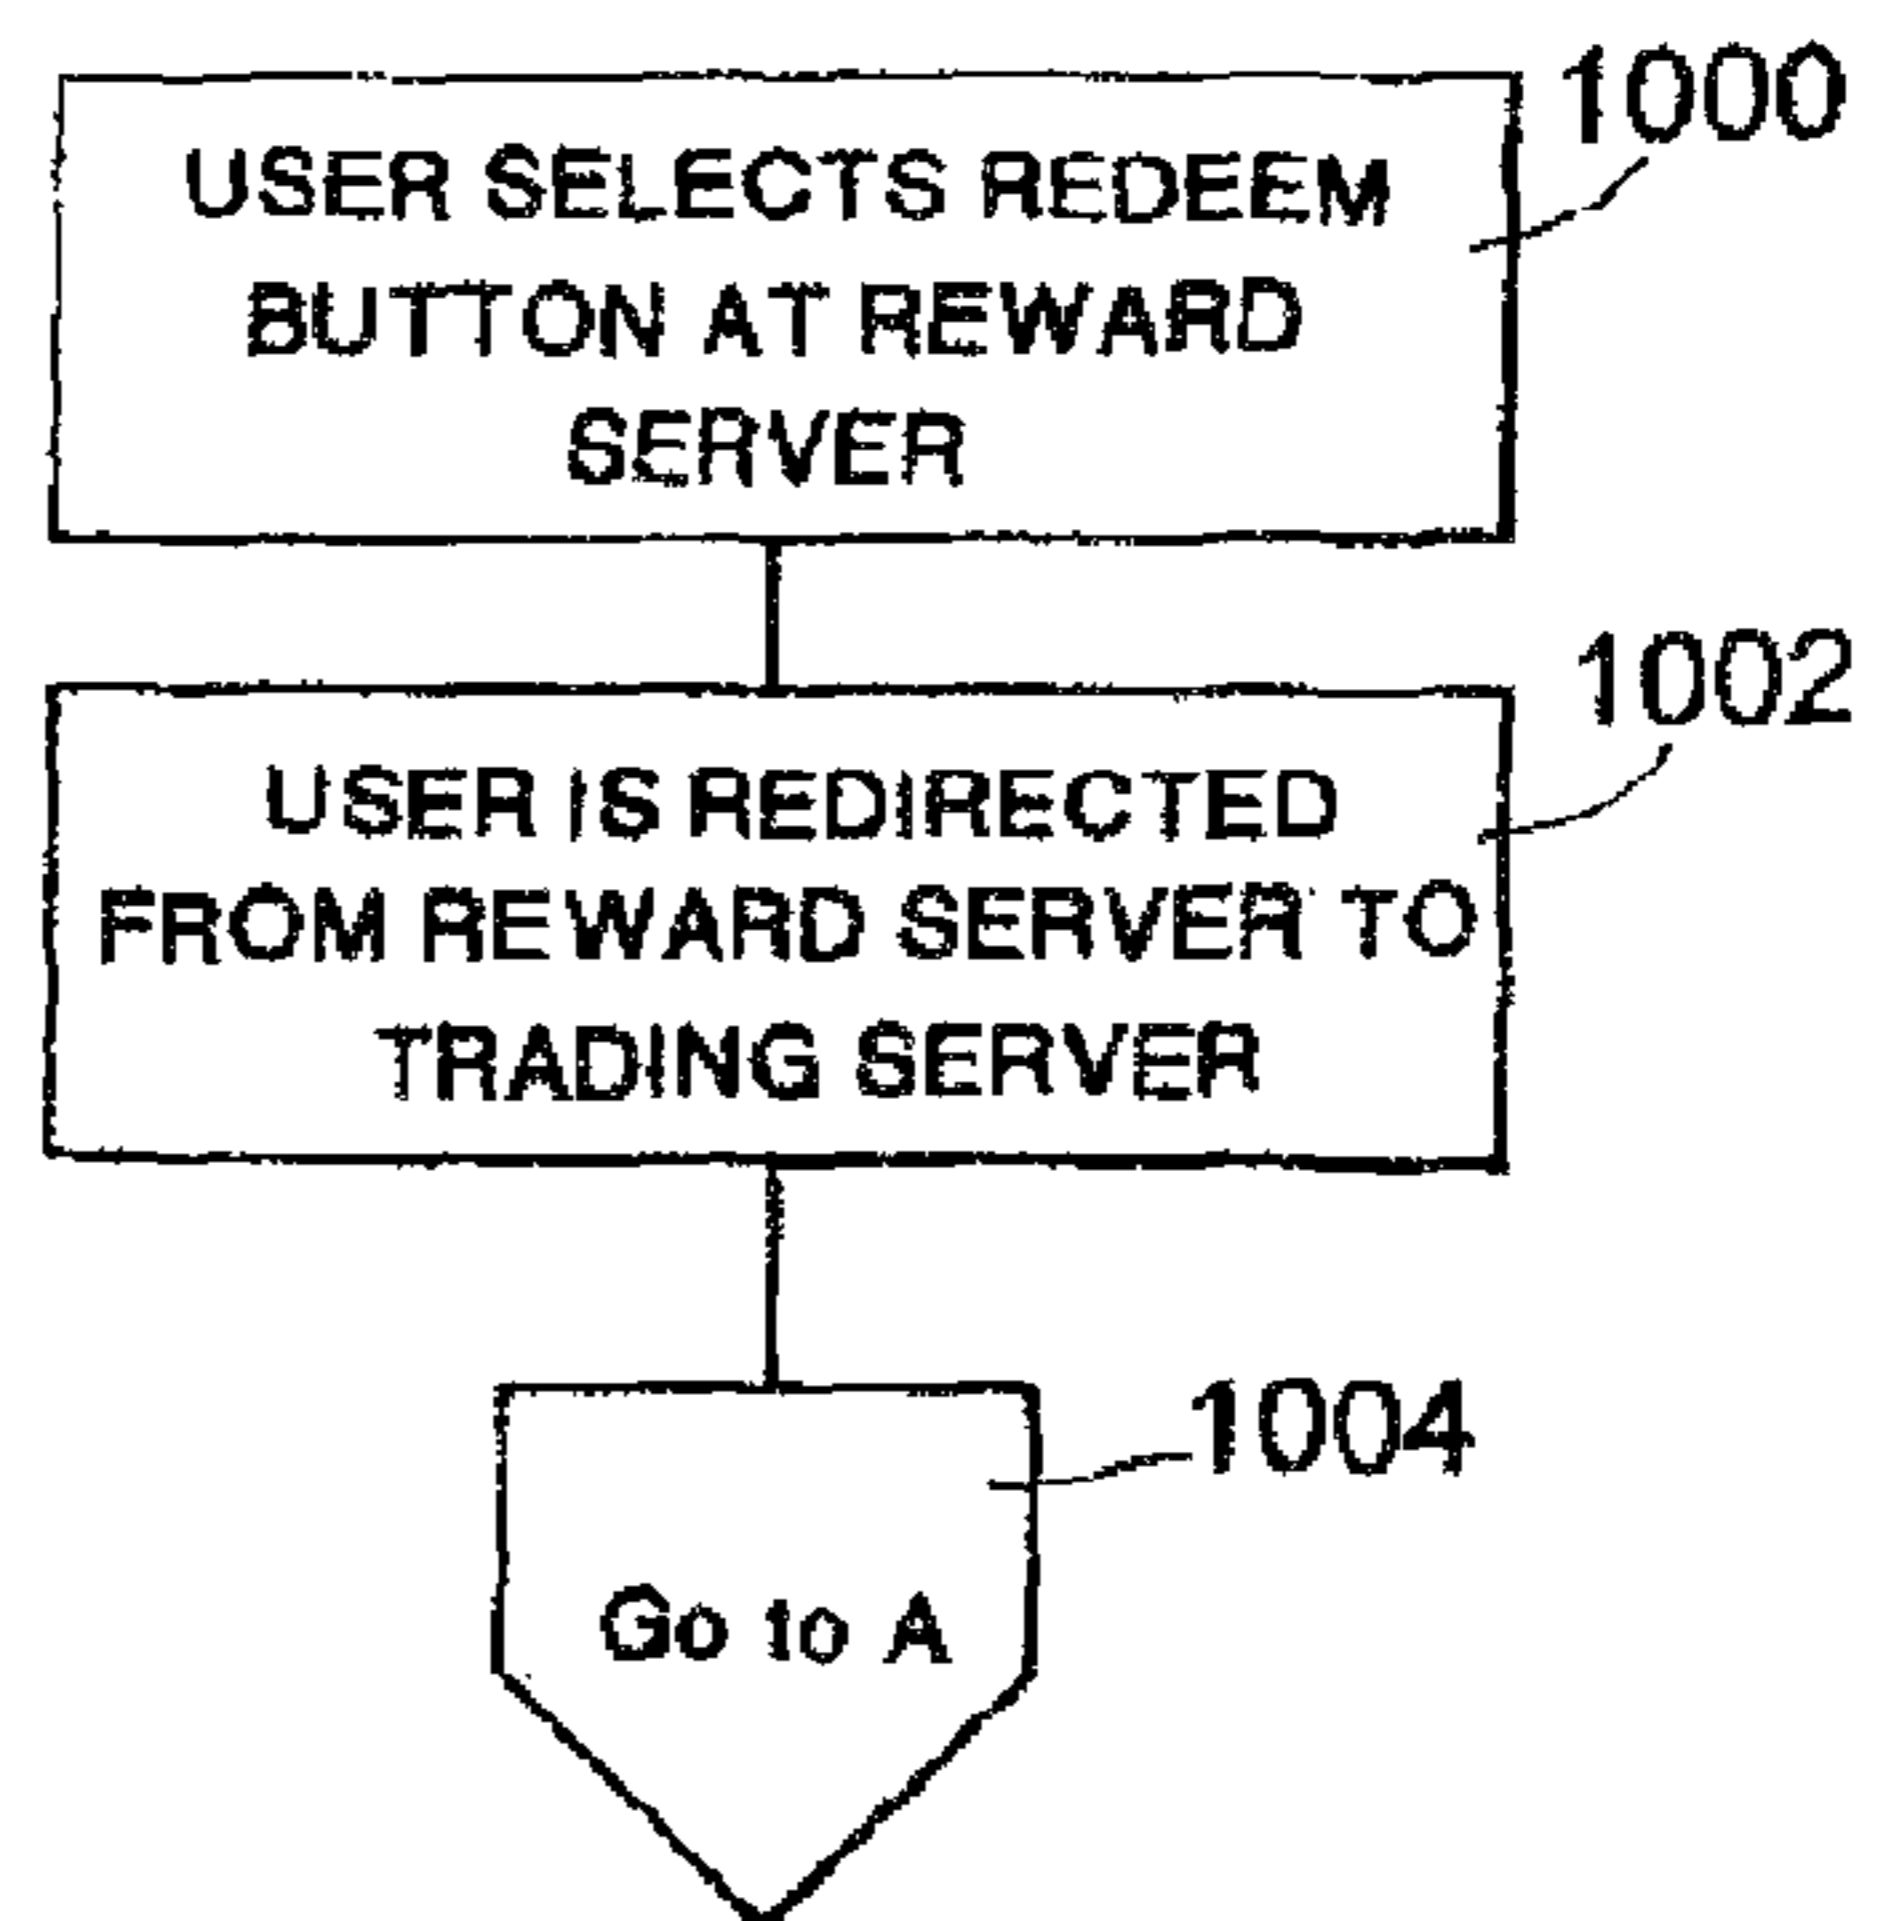 1000
USER SELECTS REDEEM
BUTTON AT REWARD
SERVER
1002
USER IS REDIRECTED
FROM REWARD SERVER TO
TRADING SERVER
1004
Go to A